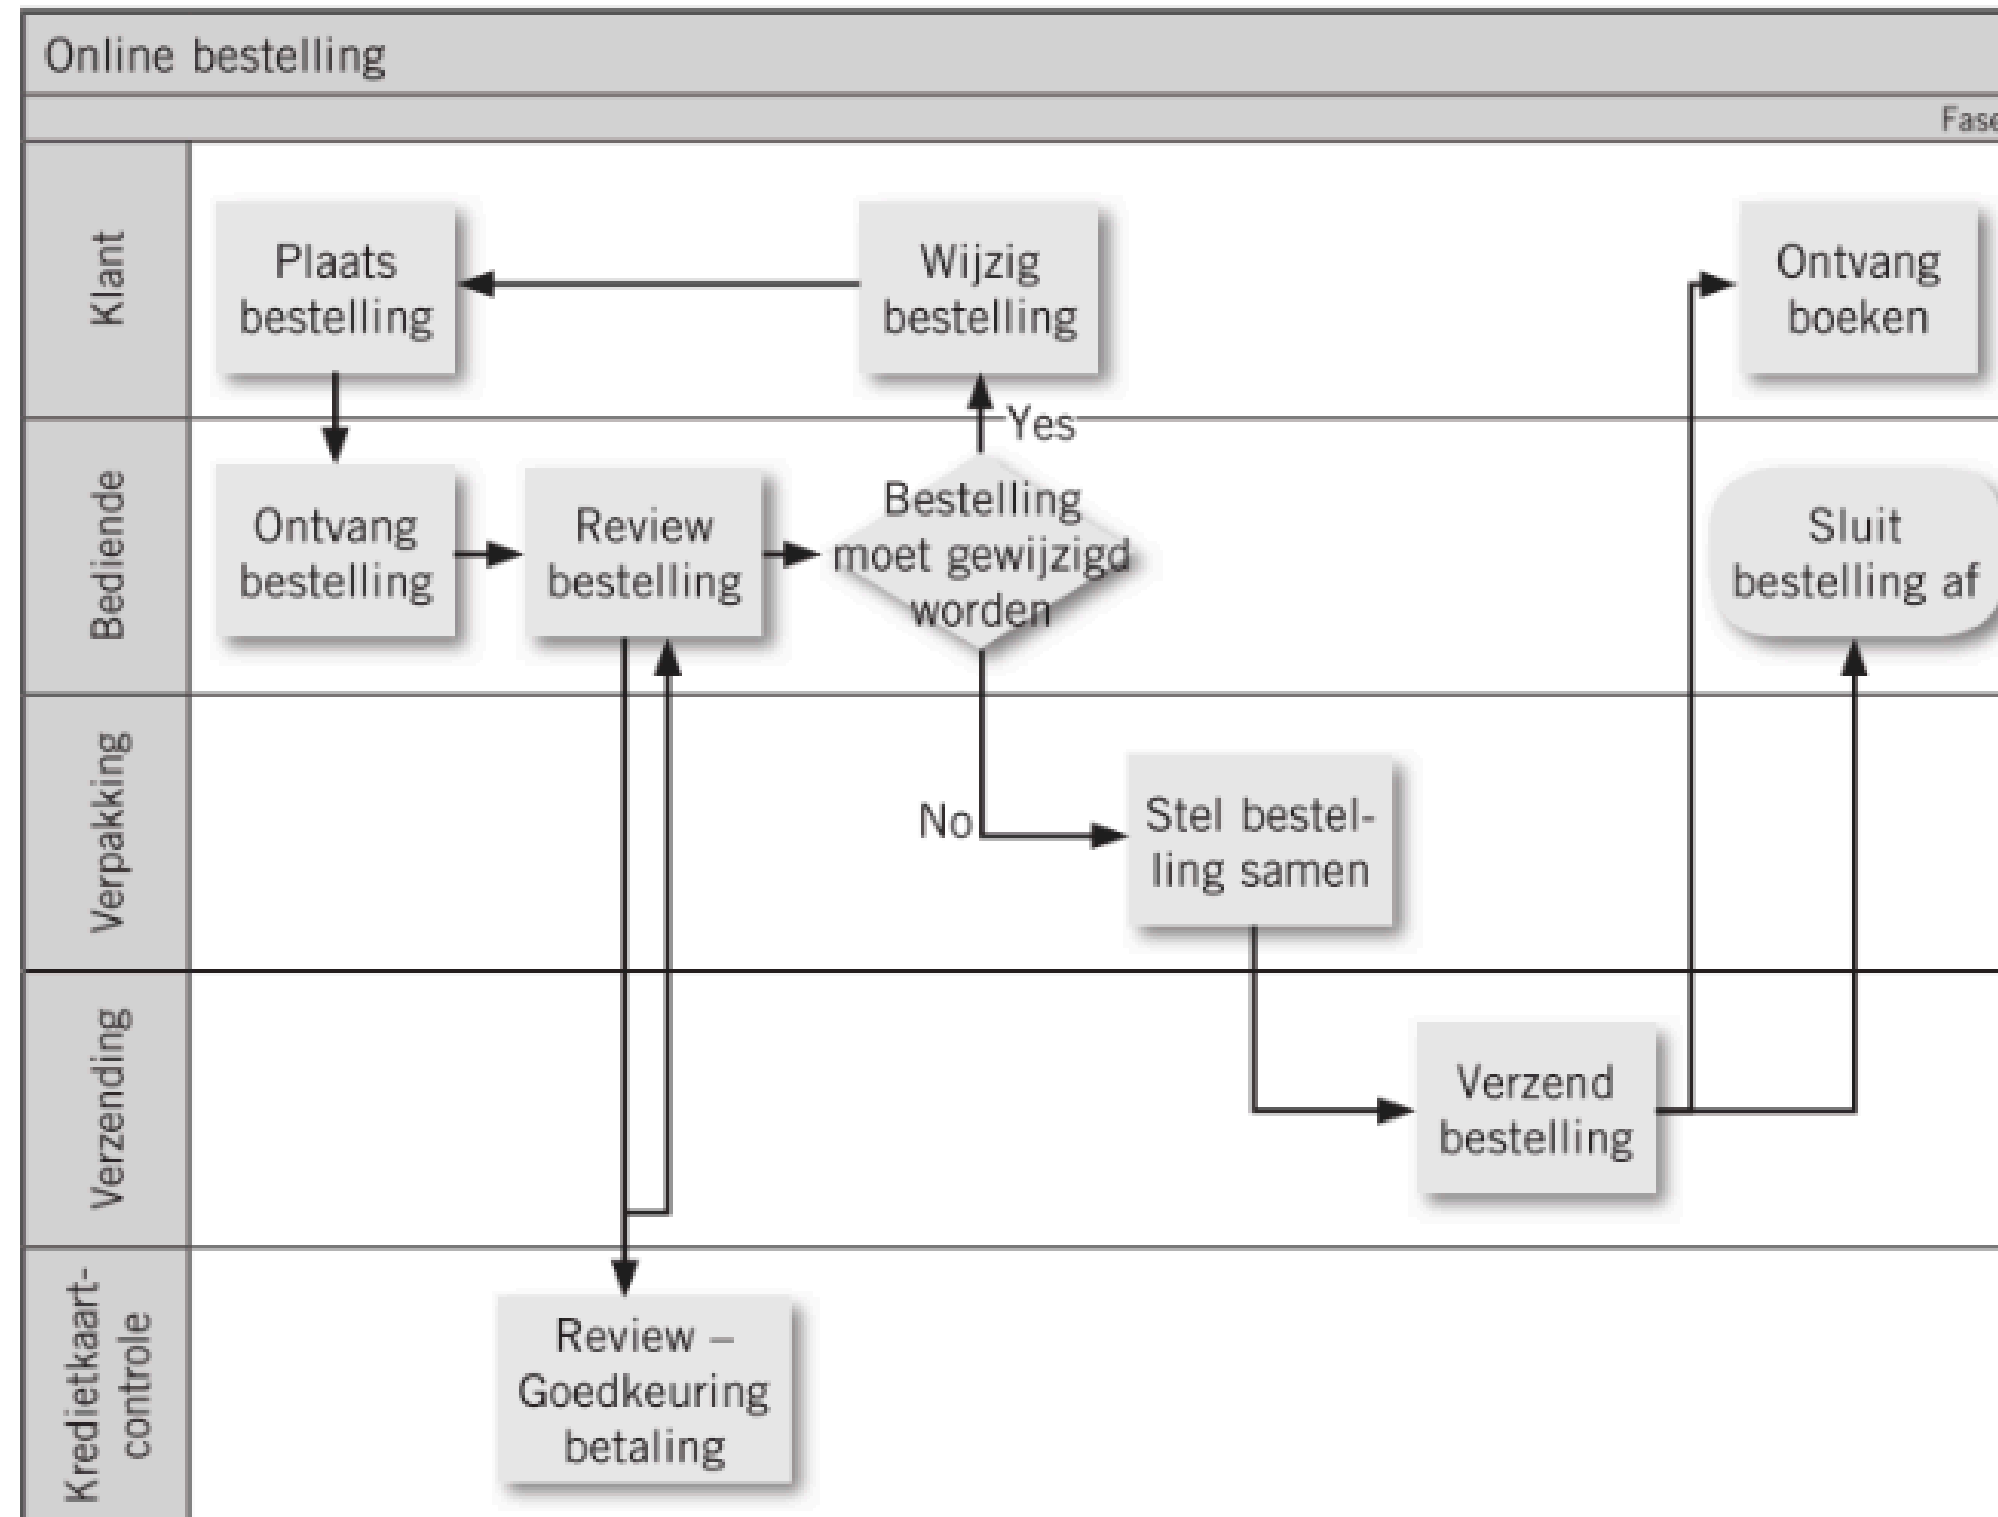 Online bestelling
Fase
Klant
Plaats
bestelling
Wijzig
bestelling
Ontvang
boeken
Yes
Bediende
Ontvang
bestelling
Review
bestelling
Bestelling
moet gewijzigd
worden
Sluit
bestelling af
Verpakking
No
Stel bestel-
ling samen
Verzending
Verzend
bestelling
Kredietkaart-
controle
Review –
Goedkeuring
betaling